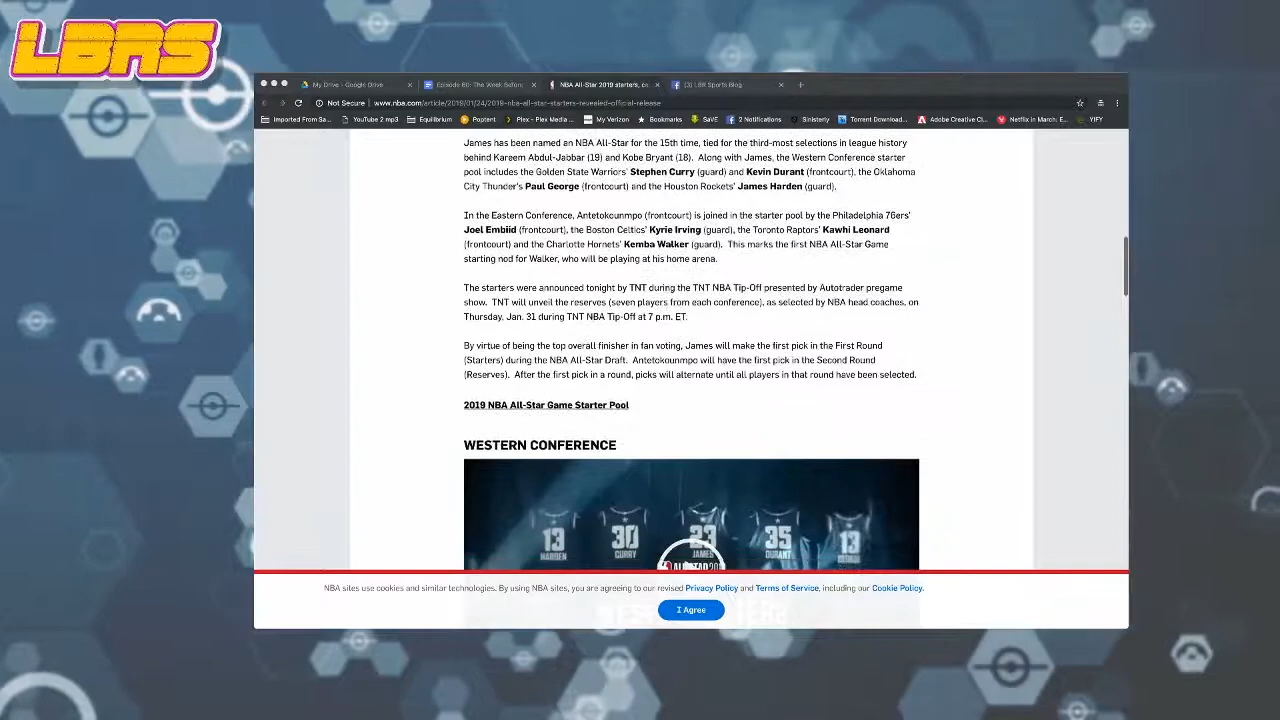 LBRS
My Drive - Google Drive
Episode 60: The Week Before
NBA All-Star 2019 starters, co
(3) LBR Sports Blog
Not Secure | www.nba.com/article/2019/01/24/2019-nba-all-star-starters-revealed-official-release
Imported From Sa... YouTube 2 mp3 Equilibrium Poptent Plex - Plex Media ... My Verizon Bookmarks SaVE 2 Notifications Sinisterly Torrent Download... Adobe Creative Cl... Netflix in March: E... YIFY
James has been named an NBA All-Star for the 15th time, tied for the third-most selections in league history
behind Kareem Abdul-Jabbar (19) and Kobe Bryant (18). Along with James, the Western Conference starter
pool includes the Golden State Warriors' Stephen Curry (guard) and Kevin Durant (frontcourt), the Oklahoma
City Thunder's Paul George (frontcourt) and the Houston Rockets' James Harden (guard).
In the Eastern Conference, Antetokounmpo (frontcourt) is joined in the starter pool by the Philadelphia 76ers'
Joel Embiid (frontcourt), the Boston Celtics' Kyrie Irving (guard), the Toronto Raptors' Kawhi Leonard
(frontcourt) and the Charlotte Hornets' Kemba Walker (guard). This marks the first NBA All-Star Game
starting nod for Walker, who will be playing at his home arena.
The starters were announced tonight by TNT during the TNT NBA Tip-Off presented by Autotrader pregame
show. TNT will unveil the reserves (seven players from each conference), as selected by NBA head coaches, on
Thursday, Jan. 31 during TNT NBA Tip-Off at 7 p.m. ET.
By virtue of being the top overall finisher in fan voting, James will make the first pick in the First Round
(Starters) during the NBA All-Star Draft. Antetokounmpo will have the first pick in the Second Round
(Reserves). After the first pick in a round, picks will alternate until all players in that round have been selected.
2019 NBA All-Star Game Starter Pool
WESTERN CONFERENCE
13 30 23 35 13
HARDEN CURRY JAMES DURANT
NBA sites use cookies and similar technologies. By using NBA sites, you are agreeing to our revised Privacy Policy and Terms of Service, including our Cookie Policy.
I Agree